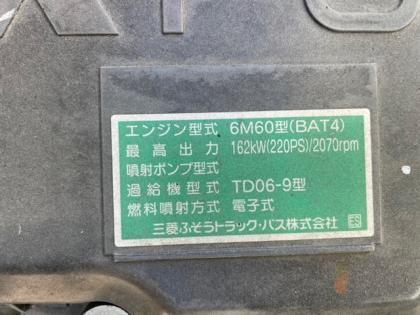 エンジン型式 6M60型(BAT4)
最高出力 162kW(220PS)/2070rpm
噴射ポンプ型式
過給機型式 TD06-9型
燃料噴射方式 電子式
三菱ふそうトラック・バス株式会社 ES